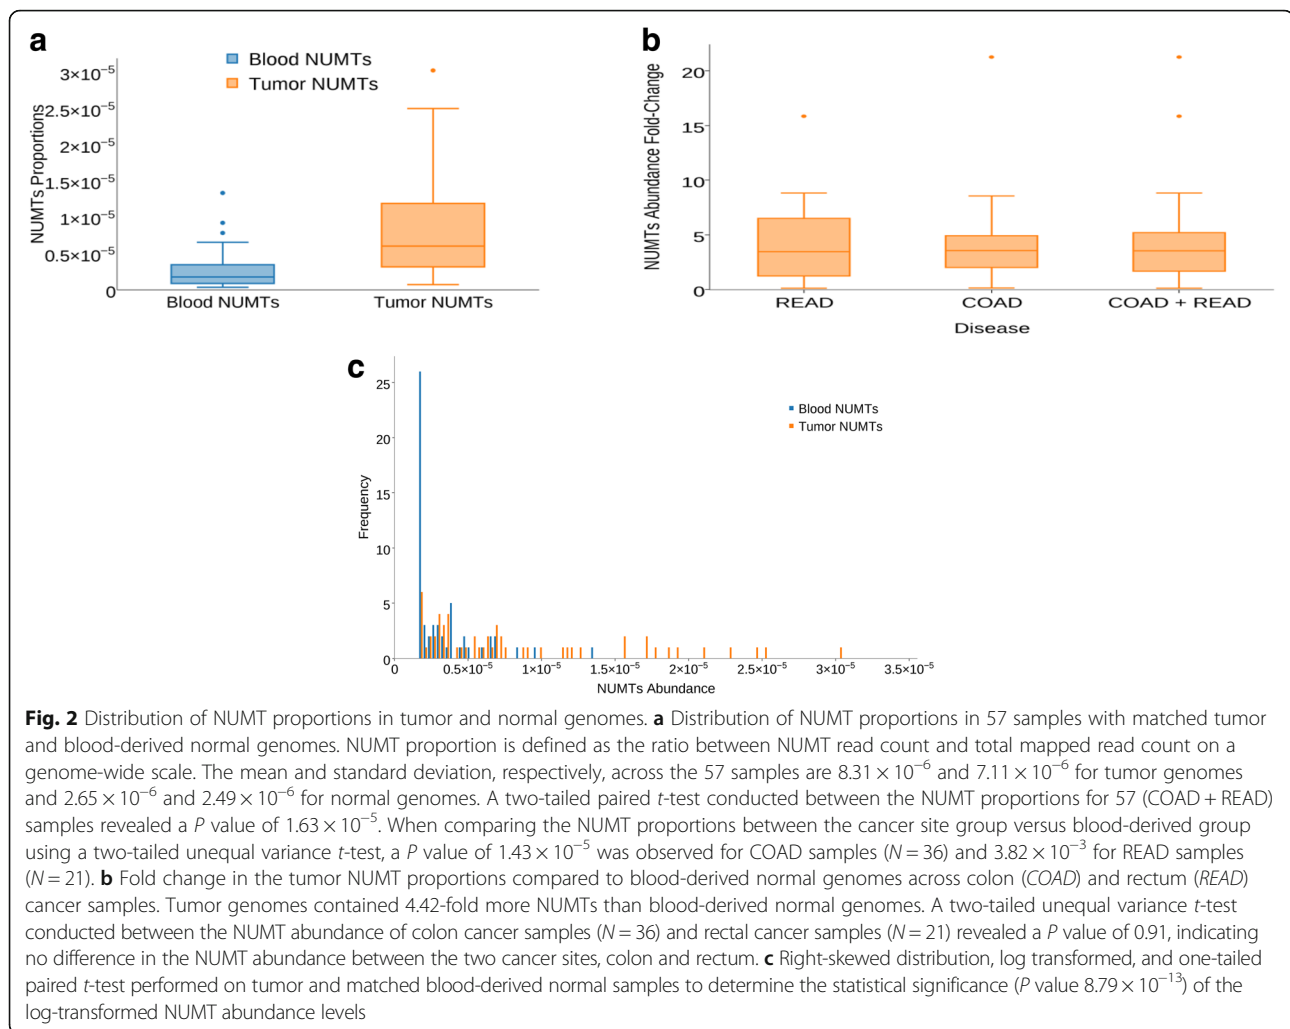 a
Blood NUMTs
Tumor NUMTs
NUMTs Proportions
3×10⁻⁵
2.5×10⁻⁵
2×10⁻⁵
1.5×10⁻⁵
1×10⁻⁵
0.5×10⁻⁵
0
Blood NUMTs
Tumor NUMTs
b
NUMTs Abundance Fold-Change
20
15
10
5
0
READ
COAD
COAD + READ
Disease
c
Blood NUMTs
Tumor NUMTs
Frequency
25
20
15
10
5
0
0
0.5×10⁻⁵
1×10⁻⁵
1.5×10⁻⁵
2×10⁻⁵
2.5×10⁻⁵
3×10⁻⁵
3.5×10⁻⁵
NUMTs Abundance
Fig. 2 Distribution of NUMT proportions in tumor and normal genomes. a Distribution of NUMT proportions in 57 samples with matched tumor
and blood-derived normal genomes. NUMT proportion is defined as the ratio between NUMT read count and total mapped read count on a
genome-wide scale. The mean and standard deviation, respectively, across the 57 samples are 8.31 × 10⁻⁶ and 7.11 × 10⁻⁶ for tumor genomes
and 2.65 × 10⁻⁶ and 2.49 × 10⁻⁶ for normal genomes. A two-tailed paired t-test conducted between the NUMT proportions for 57 (COAD + READ)
samples revealed a P value of 1.63 × 10⁻⁵. When comparing the NUMT proportions between the cancer site group versus blood-derived group
using a two-tailed unequal variance t-test, a P value of 1.43 × 10⁻⁵ was observed for COAD samples (N = 36) and 3.82 × 10⁻³ for READ samples
(N = 21). b Fold change in the tumor NUMT proportions compared to blood-derived normal genomes across colon (COAD) and rectum (READ)
cancer samples. Tumor genomes contained 4.42-fold more NUMTs than blood-derived normal genomes. A two-tailed unequal variance t-test
conducted between the NUMT abundance of colon cancer samples (N = 36) and rectal cancer samples (N = 21) revealed a P value of 0.91, indicating
no difference in the NUMT abundance between the two cancer sites, colon and rectum. c Right-skewed distribution, log transformed, and one-tailed
paired t-test performed on tumor and matched blood-derived normal samples to determine the statistical significance (P value 8.79 × 10⁻¹³) of the
log-transformed NUMT abundance levels